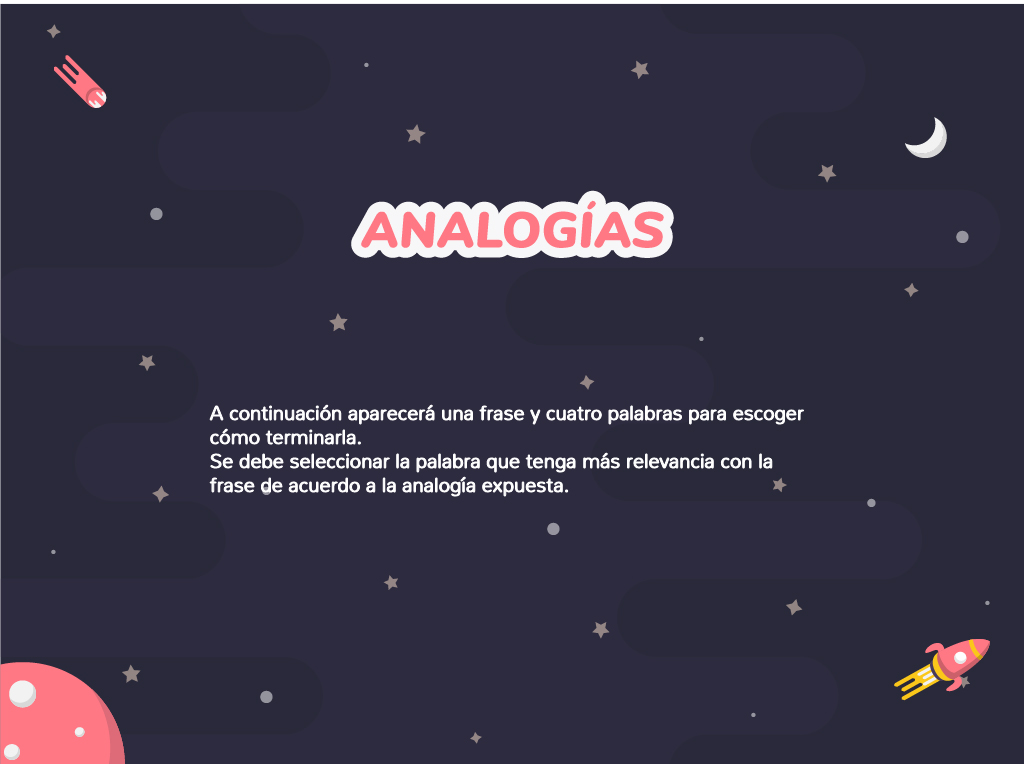 ANALOGÍAS
A continuación aparecerá una frase y cuatro palabras para escoger
cómo terminarla.
Se debe seleccionar la palabra que tenga más relevancia con la
frase de acuerdo a la analogía expuesta.